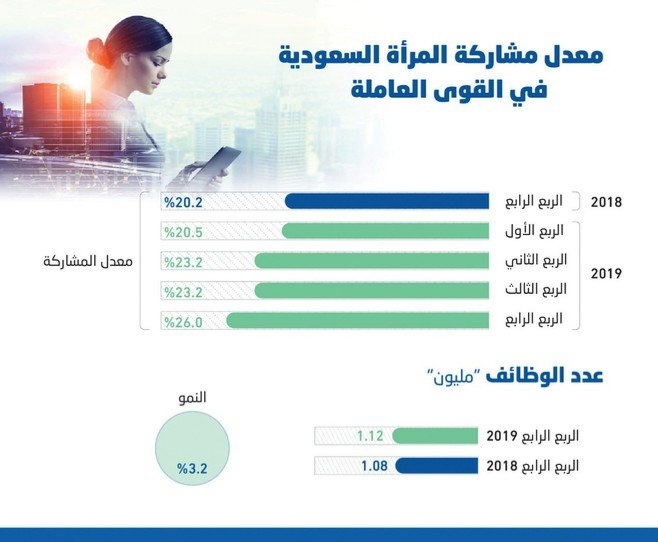 معدل مشاركة المرأة السعودية
في القوى العاملة
2018
الربع الرابع
%20.2
2019
الربع الأول
%20.5
الربع الثاني
%23.2
الربع الثالث
%23.2
الربع الرابع
%26.0
معدل المشاركة
عدد الوظائف “مليون”
الربع الرابع 2019
1.12
الربع الرابع 2018
1.08
النمو
%3.2